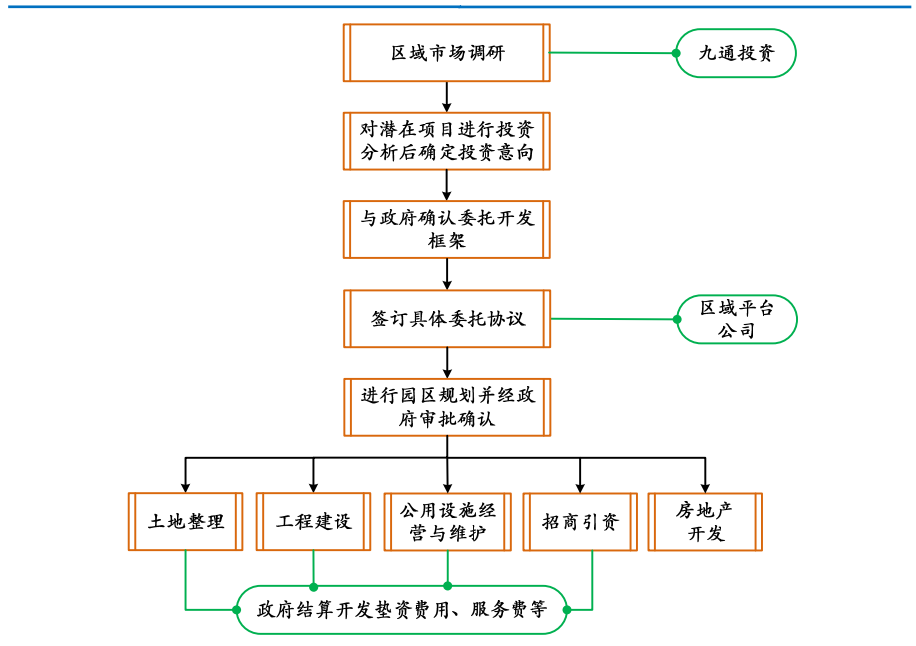 区域市场调研
九通投资
对潜在项目进行投资
分析后确定投资意向
与政府确认委托开发
框架
签订具体委托协议
区域平台
公司
进行园区规划并经政
府审批确认
土地整理
工程建设
公用设施经
营与维护
招商引资
房地产
开发
政府结算开发垫资费用、服务费等